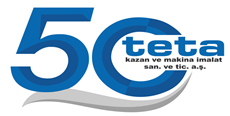 50
teta
kazan ve makina imalat
san. ve tic. a.ş.